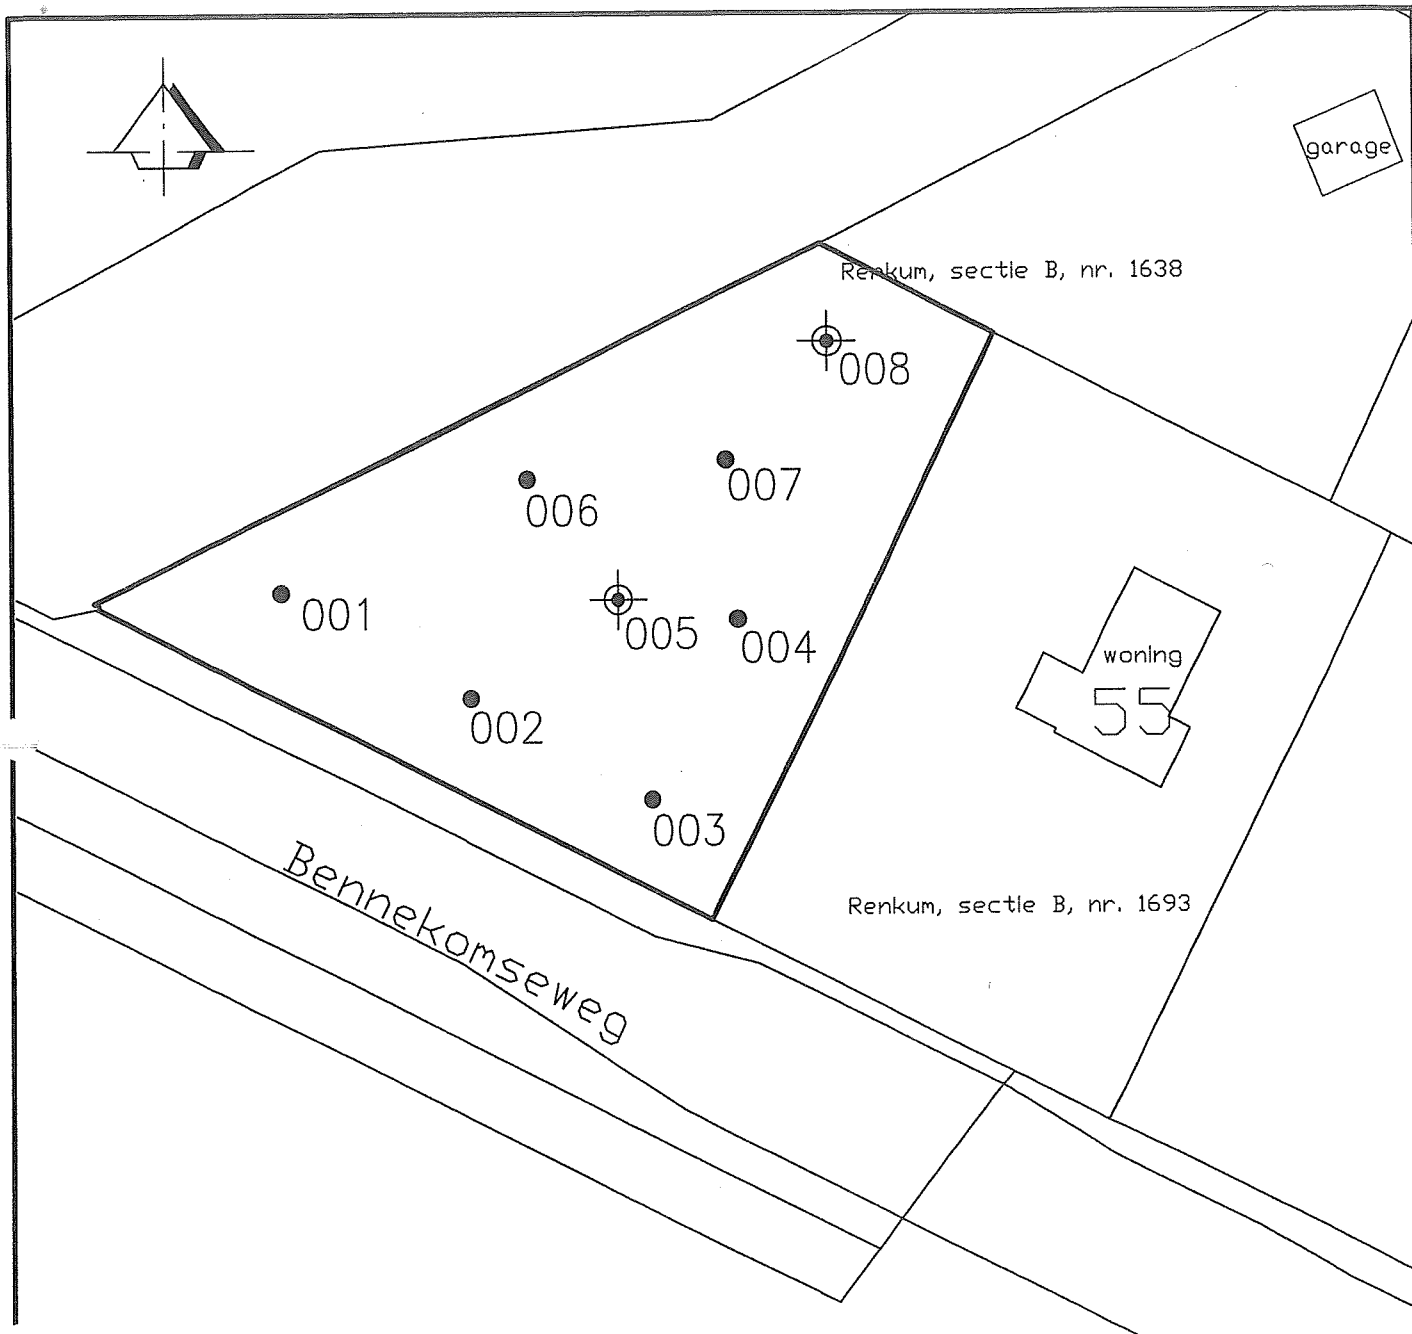 garage
Renkum, sectie B, nr. 1638
008
007
006
001
005
004
woning
55
002
003
Bennekomseweg
Renkum, sectie B, nr. 1693